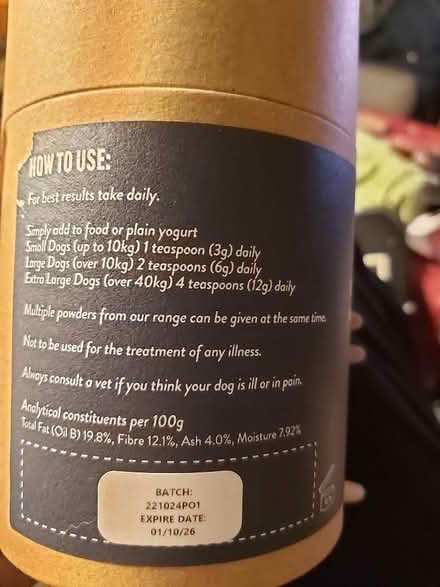 HOW TO USE:
For best results take daily.
Simply add to food or plain yogurt
Small Dogs (up to 10kg) 1 teaspoon (3g) daily
Large Dogs (over 10kg) 2 teaspoons (6g) daily
Extra Large Dogs (over 40kg) 4 teaspoons (12g) daily
Multiple powders from our range can be given at the same time.
Not to be used for the treatment of any illness.
Always consult a vet if you think your dog is ill or in pain.
Analytical constituents per 100g
Total Fat (Oil B) 19.8%, Fibre 12.1%, Ash 4.0%, Moisture 7.92%
BATCH:
221024PO1
EXPIRE DATE:
01/10/26